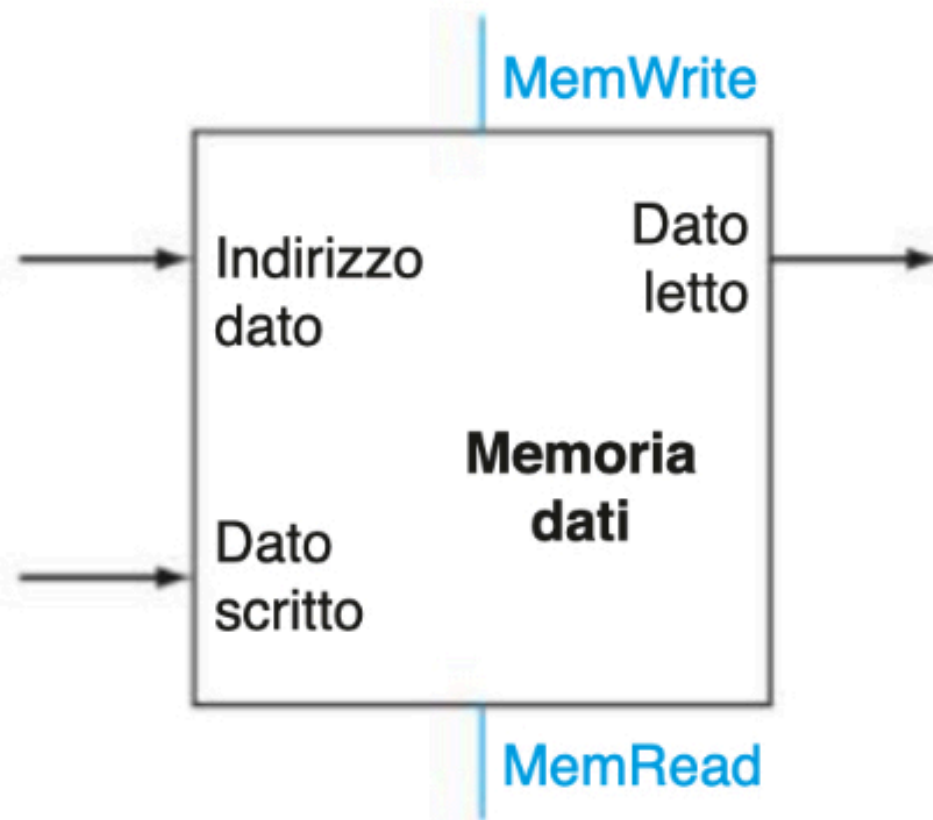 MemWrite
Indirizzo
dato
Dato
letto
Memoria
dati
Dato
scritto
MemRead